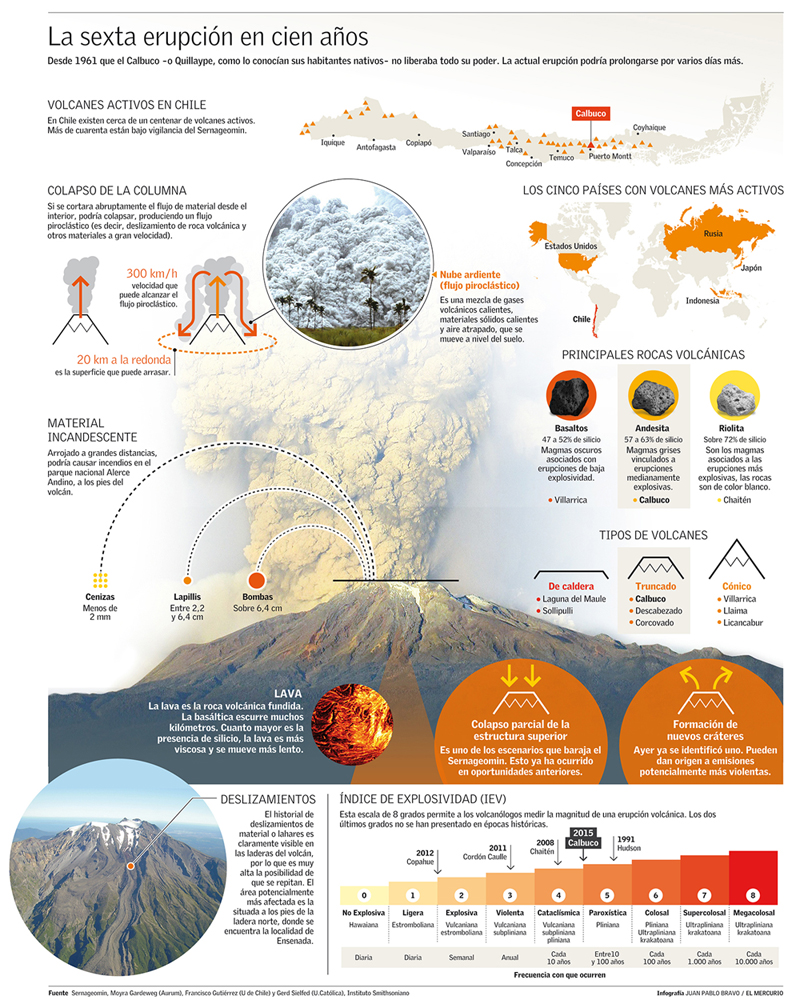 La sexta erupción en cien años
Desde 1961 que el Calbuco -o Quillaype, como lo conocían sus habitantes nativos- no liberaba todo su poder. La actual erupción podría prolongarse por varios días más.
VOLCANES ACTIVOS EN CHILE
En Chile existen cerca de un centenar de volcanes activos.
Más de cuarenta están bajo vigilancia del Sernageomin.
Iquique
Antofagasta
Copiapó
Santiago
Valparaíso
Talca
Concepción
Temuco
Calbuco
Puerto Montt
Coyhaique
COLAPSO DE LA COLUMNA
Si se cortara abruptamente el flujo de material desde el
interior, podría colapsar, produciendo un flujo
piroclástico (es decir, deslizamiento de roca volcánica y
otros materiales a gran velocidad).
300 km/h
velocidad que
puede alcanzar el
flujo piroclástico.
20 km a la redonda
es la superficie que puede arrasar.
Nube ardiente
(flujo piroclástico)
Es una mezcla de gases
volcánicos calientes,
materiales sólidos calientes
y aire atrapado, que se
mueve a nivel del suelo.
LOS CINCO PAÍSES CON VOLCANES MÁS ACTIVOS
Estados Unidos
Rusia
Japón
Indonesia
Chile
PRINCIPALES ROCAS VOLCÁNICAS
Basaltos
47 a 52% de silicio
Magmas oscuros
asociados con
erupciones de baja
explosividad.
Villarrica
Andesita
57 a 63% de silicio
Magmas grises
vinculados a
erupciones
medianamente
explosivas.
Calbuco
Riolita
Sobre 72% de silicio
Son los magmas
asociados a las
erupciones más
explosivas, las rocas
son de color blanco.
Chaitén
MATERIAL
INCANDESCENTE
Arrojado a grandes distancias,
podría causar incendios en el
parque nacional Alerce
Andino, a los pies del
volcán.
Cenizas
Menos de
2 mm
Lapillis
Entre 2,2
y 6,4 cm
Bombas
Sobre 6,4 cm
TIPOS DE VOLCANES
De caldera
Laguna del Maule
Sollipulli
Truncado
Calbuco
Descabezado
Corcovado
Cónico
Villarrica
Llaima
Licancabur
LAVA
La lava es la roca volcánica fundida.
La basáltica escurre muchos
kilómetros. Cuanto mayor es la
presencia de silicio, la lava es más
viscosa y se mueve más lento.
Colapso parcial de la
estructura superior
Es uno de los escenarios que baraja el
Sernageomin. Esto ya ha ocurrido
en oportunidades anteriores.
Formación de
nuevos cráteres
Ayer ya se identificó uno. Pueden
dan origen a emisiones
potencialmente más violentas.
DESLIZAMIENTOS
El historial de
deslizamientos de
material o lahares es
claramente visible en
las laderas del volcán,
por lo que es muy
alta la posibilidad de
que se repitan. El
área potencialmente
más afectada es la
situada a los pies de la
ladera norte, donde se
encuentra la localidad de
Ensenada.
ÍNDICE DE EXPLOSIVIDAD (IEV)
Esta escala de 8 grados permite a los volcanólogos medir la magnitud de una erupción volcánica. Los dos
últimos grados no se han presentado en épocas históricas.
2012
Copahue
2011
Cordón Caulle
2008
Chaitén
2015
Calbuco
1991
Hudson
0 1 2 3 4 5 6 7 8
No Explosiva Ligera Explosiva Violenta Cataclísmica Paroxística Colosal Supercolosal Megacolosal
Hawaiana
Estromboliana
Vulcaniana
estromboliana
Vulcaniana
subpliniana
Vulcaniana
subpliniana
pliniana
Pliniana
Pliniana
Ultrapliniana
krakatoana
Ultrapliniana
krakatoana
Ultrapliniana
krakatoana
Diaria
Diaria
Semanal
Anual
Cada
10 años
Entre10
y 100 años
Cada
100 años
Cada
1.000 años
Cada
10.000 años
Frecuencia con que ocurren
Fuente Sernageomin, Moyra Gardeweg (Aurum), Francisco Gutiérrez (U de Chile) y Gerd Sielfed (U.Católica), Instituto Smithsoniano
Infografía JUAN PABLO BRAVO / EL MERCURIO